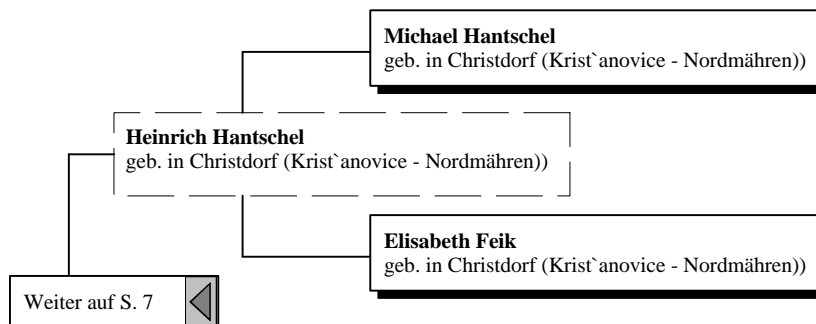 Michael Hantschel
geb. in Christdorf (Krist`anovice - Nordmähren))
Heinrich Hantschel
geb. in Christdorf (Krist`anovice - Nordmähren))
Elisabeth Feik
geb. in Christdorf (Krist`anovice - Nordmähren))
Weiter auf S. 7